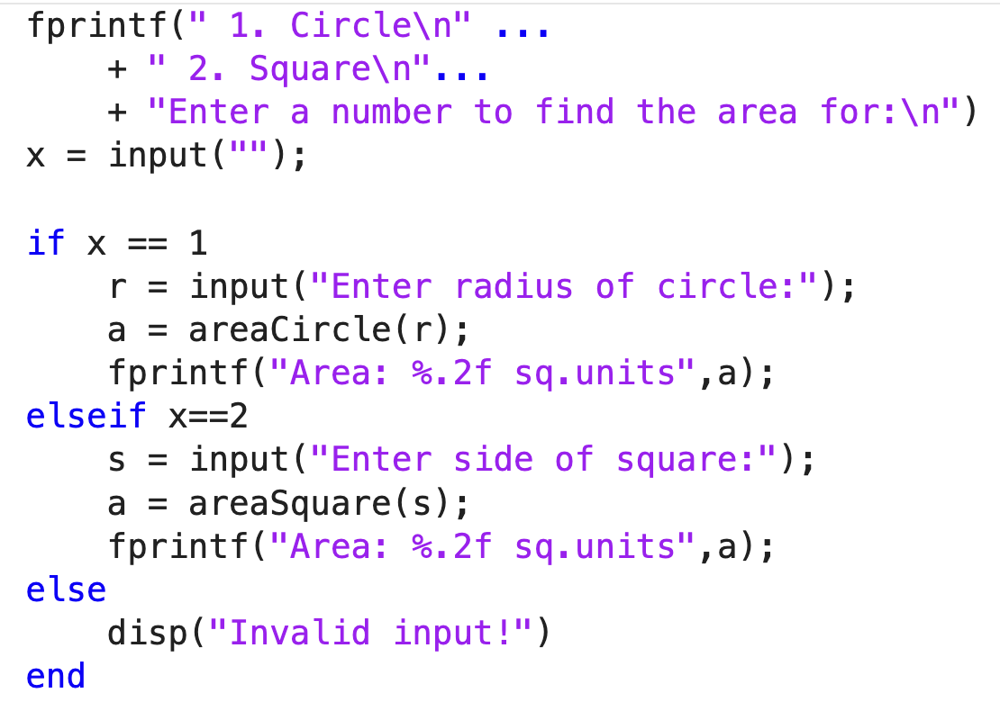 fprintf(" 1. Circle\n" ...
    + " 2. Square\n"...
    + "Enter a number to find the area for:\n")
x = input("");

if x == 1
    r = input("Enter radius of circle:");
    a = areaCircle(r);
    fprintf("Area: %.2f sq.units",a);
elseif x==2
    s = input("Enter side of square:");
    a = areaSquare(s);
    fprintf("Area: %.2f sq.units",a);
else
    disp("Invalid input!")
end